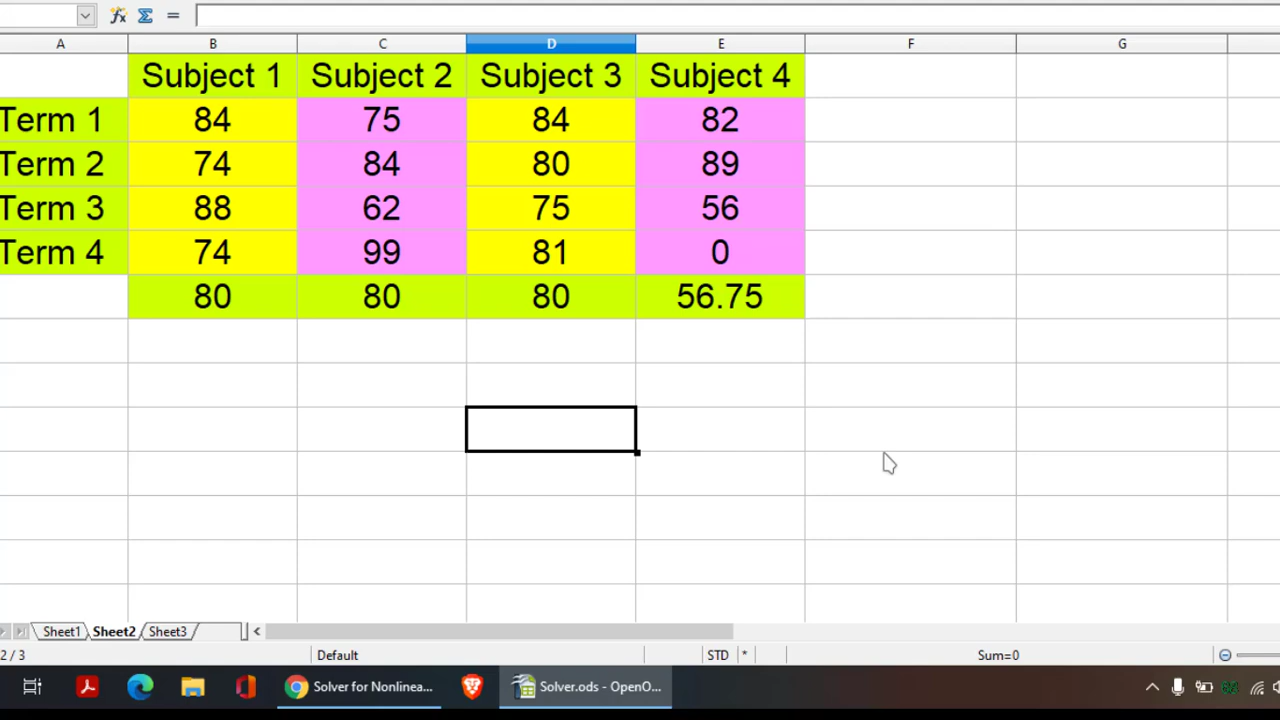 =
A B C D E F G
Subject 1 Subject 2 Subject 3 Subject 4
Term 1 84 75 84 82
Term 2 74 84 80 89
Term 3 88 62 75 56
Term 4 74 99 81 0
80 80 80 56.75
Sheet1 Sheet2 Sheet3
2 / 3 Default STD * Sum=0
Solver for Nonlinea... Solver.ods - OpenO...